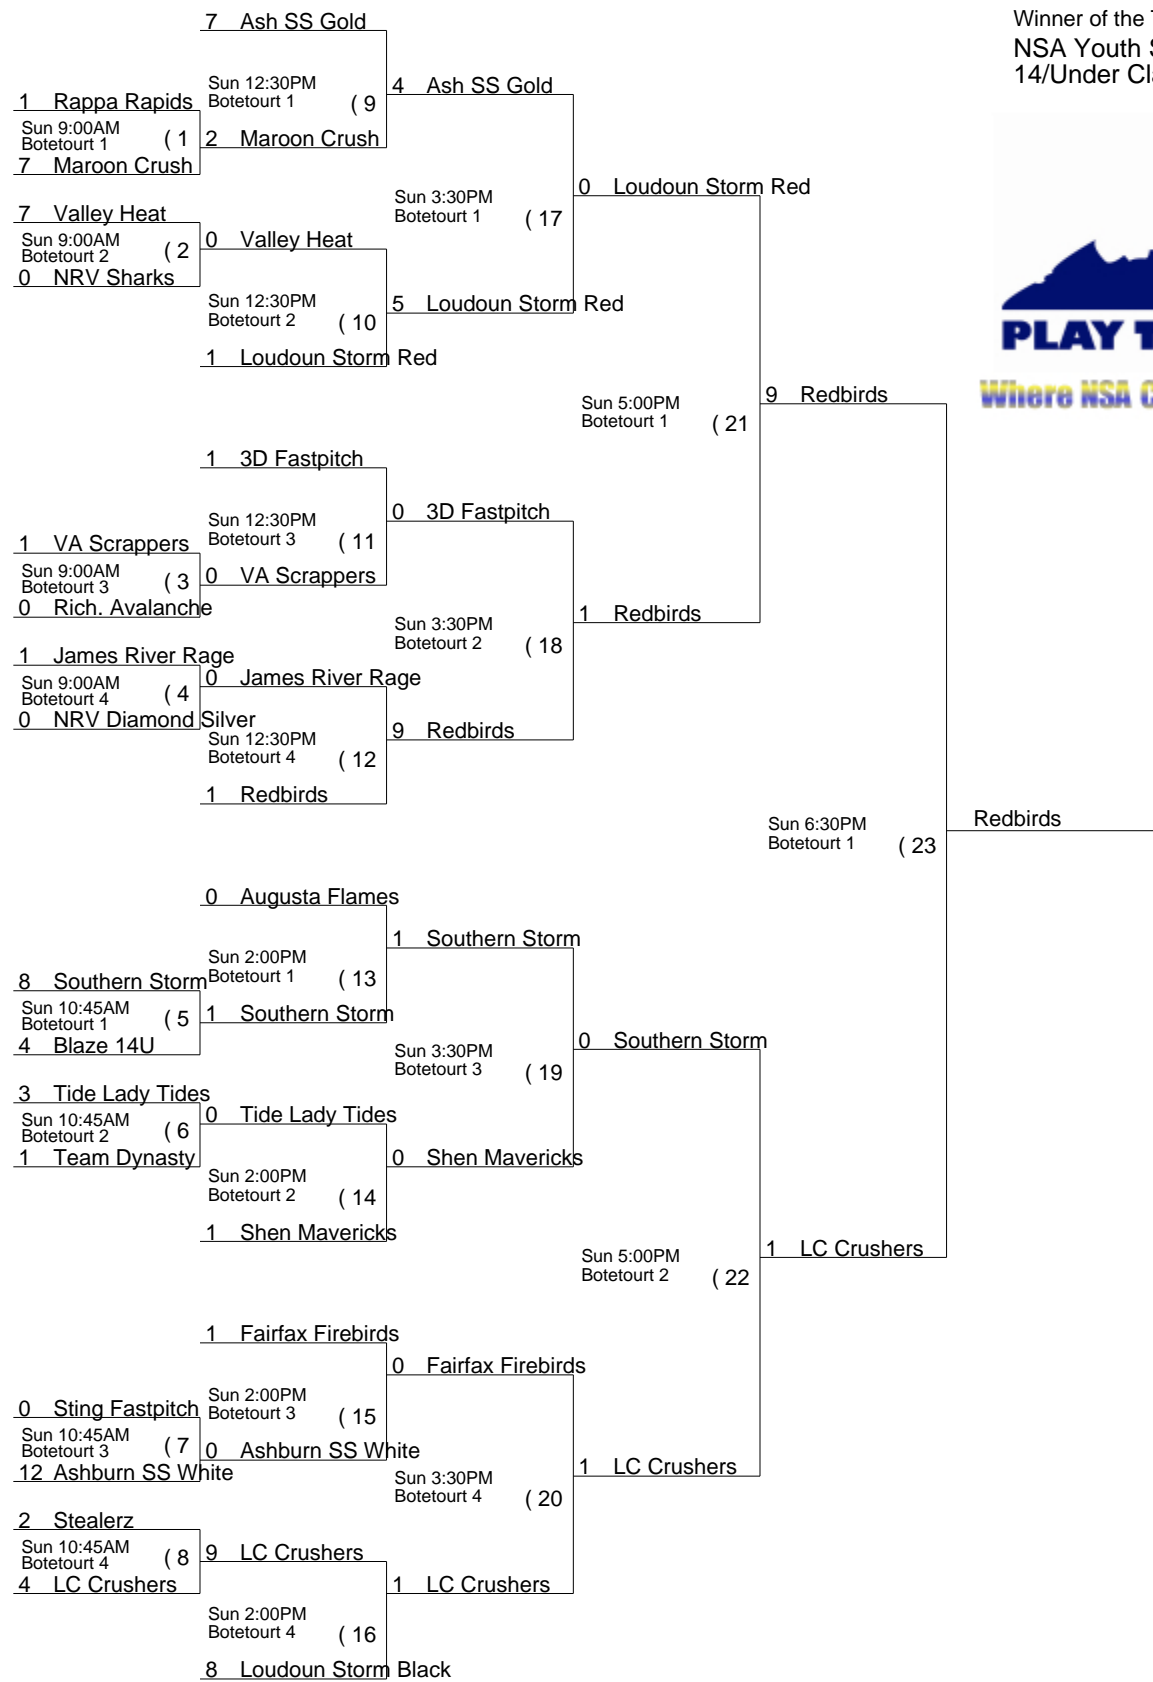 Winner of the
NSA Youth
14/Under
PLAY
Where NSA
7 Ash SS Gold
Sun 12:30PM
Botetourt 1 ( 9
4 Ash SS Gold
1 Rappa Rapids
Sun 9:00AM
Botetourt 1 ( 1
2 Maroon Crush
7 Maroon Crush
Sun 3:30PM
Botetourt 1 ( 17
0 Loudoun Storm Red
7 Valley Heat
Sun 9:00AM
Botetourt 2 ( 2
0 Valley Heat
0 NRV Sharks
Sun 12:30PM
Botetourt 2 ( 10
5 Loudoun Storm Red
1 Loudoun Storm Red
Sun 5:00PM
Botetourt 1 ( 21
9 Redbirds
1 3D Fastpitch
Sun 12:30PM
Botetourt 3 ( 11
0 3D Fastpitch
1 VA Scrappers
Sun 9:00AM
Botetourt 3 ( 3
0 VA Scrappers
0 Rich. Avalanche
Sun 3:30PM
Botetourt 2 ( 18
1 Redbirds
1 James River Rage
Sun 9:00AM
Botetourt 4 ( 4
0 James River Rage
0 NRV Diamond Silver
Sun 12:30PM
Botetourt 4 ( 12
9 Redbirds
1 Redbirds
Sun 6:30PM
Botetourt 1 ( 23
Redbirds
0 Augusta Flames
Sun 2:00PM
Botetourt 1 ( 13
1 Southern Storm
8 Southern Storm
Sun 10:45AM
Botetourt 1 ( 5
1 Southern Storm
4 Blaze 14U
Sun 3:30PM
Botetourt 3 ( 19
0 Southern Storm
3 Tide Lady Tides
Sun 10:45AM
Botetourt 2 ( 6
0 Tide Lady Tides
1 Team Dynasty
Sun 2:00PM
Botetourt 2 ( 14
0 Shen Mavericks
1 Shen Mavericks
Sun 5:00PM
Botetourt 2 ( 22
1 LC Crushers
1 Fairfax Firebirds
Sun 2:00PM
Botetourt 3 ( 15
0 Fairfax Firebirds
0 Sting Fastpitch
Sun 10:45AM
Botetourt 3 ( 7
0 Ashburn SS White
12 Ashburn SS White
Sun 3:30PM
Botetourt 4 ( 20
1 LC Crushers
2 Stealerz
Sun 10:45AM
Botetourt 4 ( 8
9 LC Crushers
4 LC Crushers
Sun 2:00PM
Botetourt 4 ( 16
1 LC Crushers
8 Loudoun Storm Black